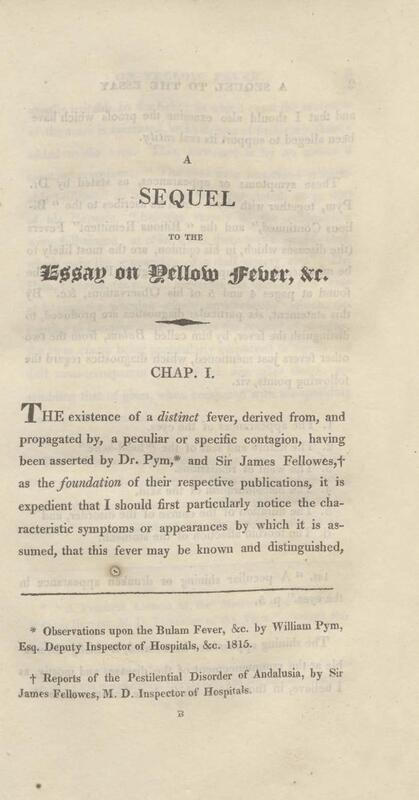 A
SEQUEL
TO THE
Essay on Yellow Fever, &c.
CHAP. I.
THE existence of a distinct fever, derived from, and
propagated by, a peculiar or specific contagion, having
been asserted by Dr. Pym,* and Sir James Fellowes,†
as the foundation of their respective publications, it is
expedient that I should first particularly notice the cha-
racteristic symptoms or appearances by which it is as-
sumed, that this fever may be known and distinguished,
* Observations upon the Bulam Fever, &c. by William Pym,
Esq. Deputy Inspector of Hospitals, &c. 1815.
† Reports of the Pestilential Disorder of Andalusia, by Sir
James Fellowes, M. D. Inspector of Hospitals.
B